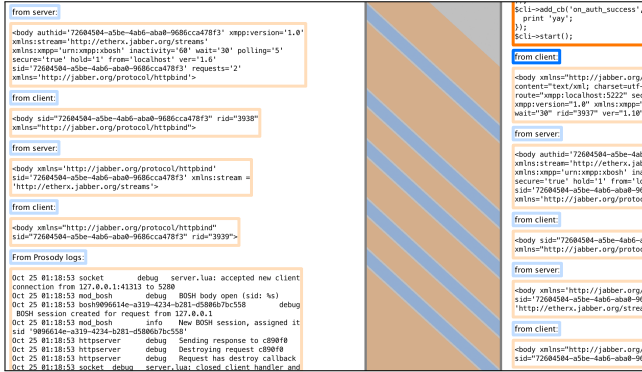 from server:
<body authid='72604504-a5be-4ab6-aba0-9686cca478f3' xmpp:version='1.0'
xmlns:stream='http://etherx.jabber.org/streams'
xmlns:xmpp='urn:xmpp:xbosh' inactivity='60' wait='30' polling='5'
secure='true' hold='1' from='localhost' ver='1.6'
sid='72604504-a5be-4ab6-aba0-9686cca478f3' requests='2'
xmlns='http://jabber.org/protocol/httpbind'>
from client:
<body sid="72604504-a5be-4ab6-aba0-9686cca478f3" rid="3938"
xmlns="http://jabber.org/protocol/httpbind">
from server:
<body xmlns='http://jabber.org/protocol/httpbind'
sid='72604504-a5be-4ab6-aba0-9686cca478f3' xmlns:stream =
'http://etherx.jabber.org/streams'>
from client:
<body xmlns="http://jabber.org/protocol/httpbind"
sid="72604504-a5be-4ab6-aba0-9686cca478f3" rid="3939">
From Prosody logs:
Oct 25 01:18:53 socket debug server.lua: accepted new client
connection from 127.0.0.1:41313 to 5280
Oct 25 01:18:53 mod_bosh debug BOSH body open (sid: %s)
Oct 25 01:18:53 bosh9096614e-a319-4234-b281-d5806b7bc558 debug
BOSH session created for request from 127.0.0.1
Oct 25 01:18:53 mod_bosh info New BOSH session, assigned it
sid '9096614e-a319-4234-b281-d5806b7bc558'
Oct 25 01:18:53 httpserver debug Sending response to c890f0
Oct 25 01:18:53 httpserver debug Destroying request c890f0
Oct 25 01:18:53 httpserver debug Request has destroy callback
Oct 25 01:18:53 socket debug server.lua: closed client handler and
$cli->add_cb('on_auth_success',
print 'yay';
});
$cli->start();
from client:
<body xmlns="http://jabber.org/
content="text/xml; charset=utf-
route="xmpp:localhost:5222" sec
xmpp:version="1.0" xmlns:xmpp="
wait="30" rid="3937" ver="1.10"
from server:
<body authid='72604504-a5be-4ab
xmlns:stream='http://etherx.jab
xmlns:xmpp='urn:xmpp:xbosh' ina
secure='true' hold='1' from='lo
sid='72604504-a5be-4ab6-aba0-96
xmlns='http://jabber.org/protoc
from client:
<body sid="72604504-a5be-4ab6-a
xmlns="http://jabber.org/protoc
from server:
<body xmlns='http://jabber.org/
sid='72604504-a5be-4ab6-aba0-96
'http://etherx.jabber.org/strea
from client:
<body xmlns="http://jabber.org/
sid="72604504-a5be-4ab6-aba0-96